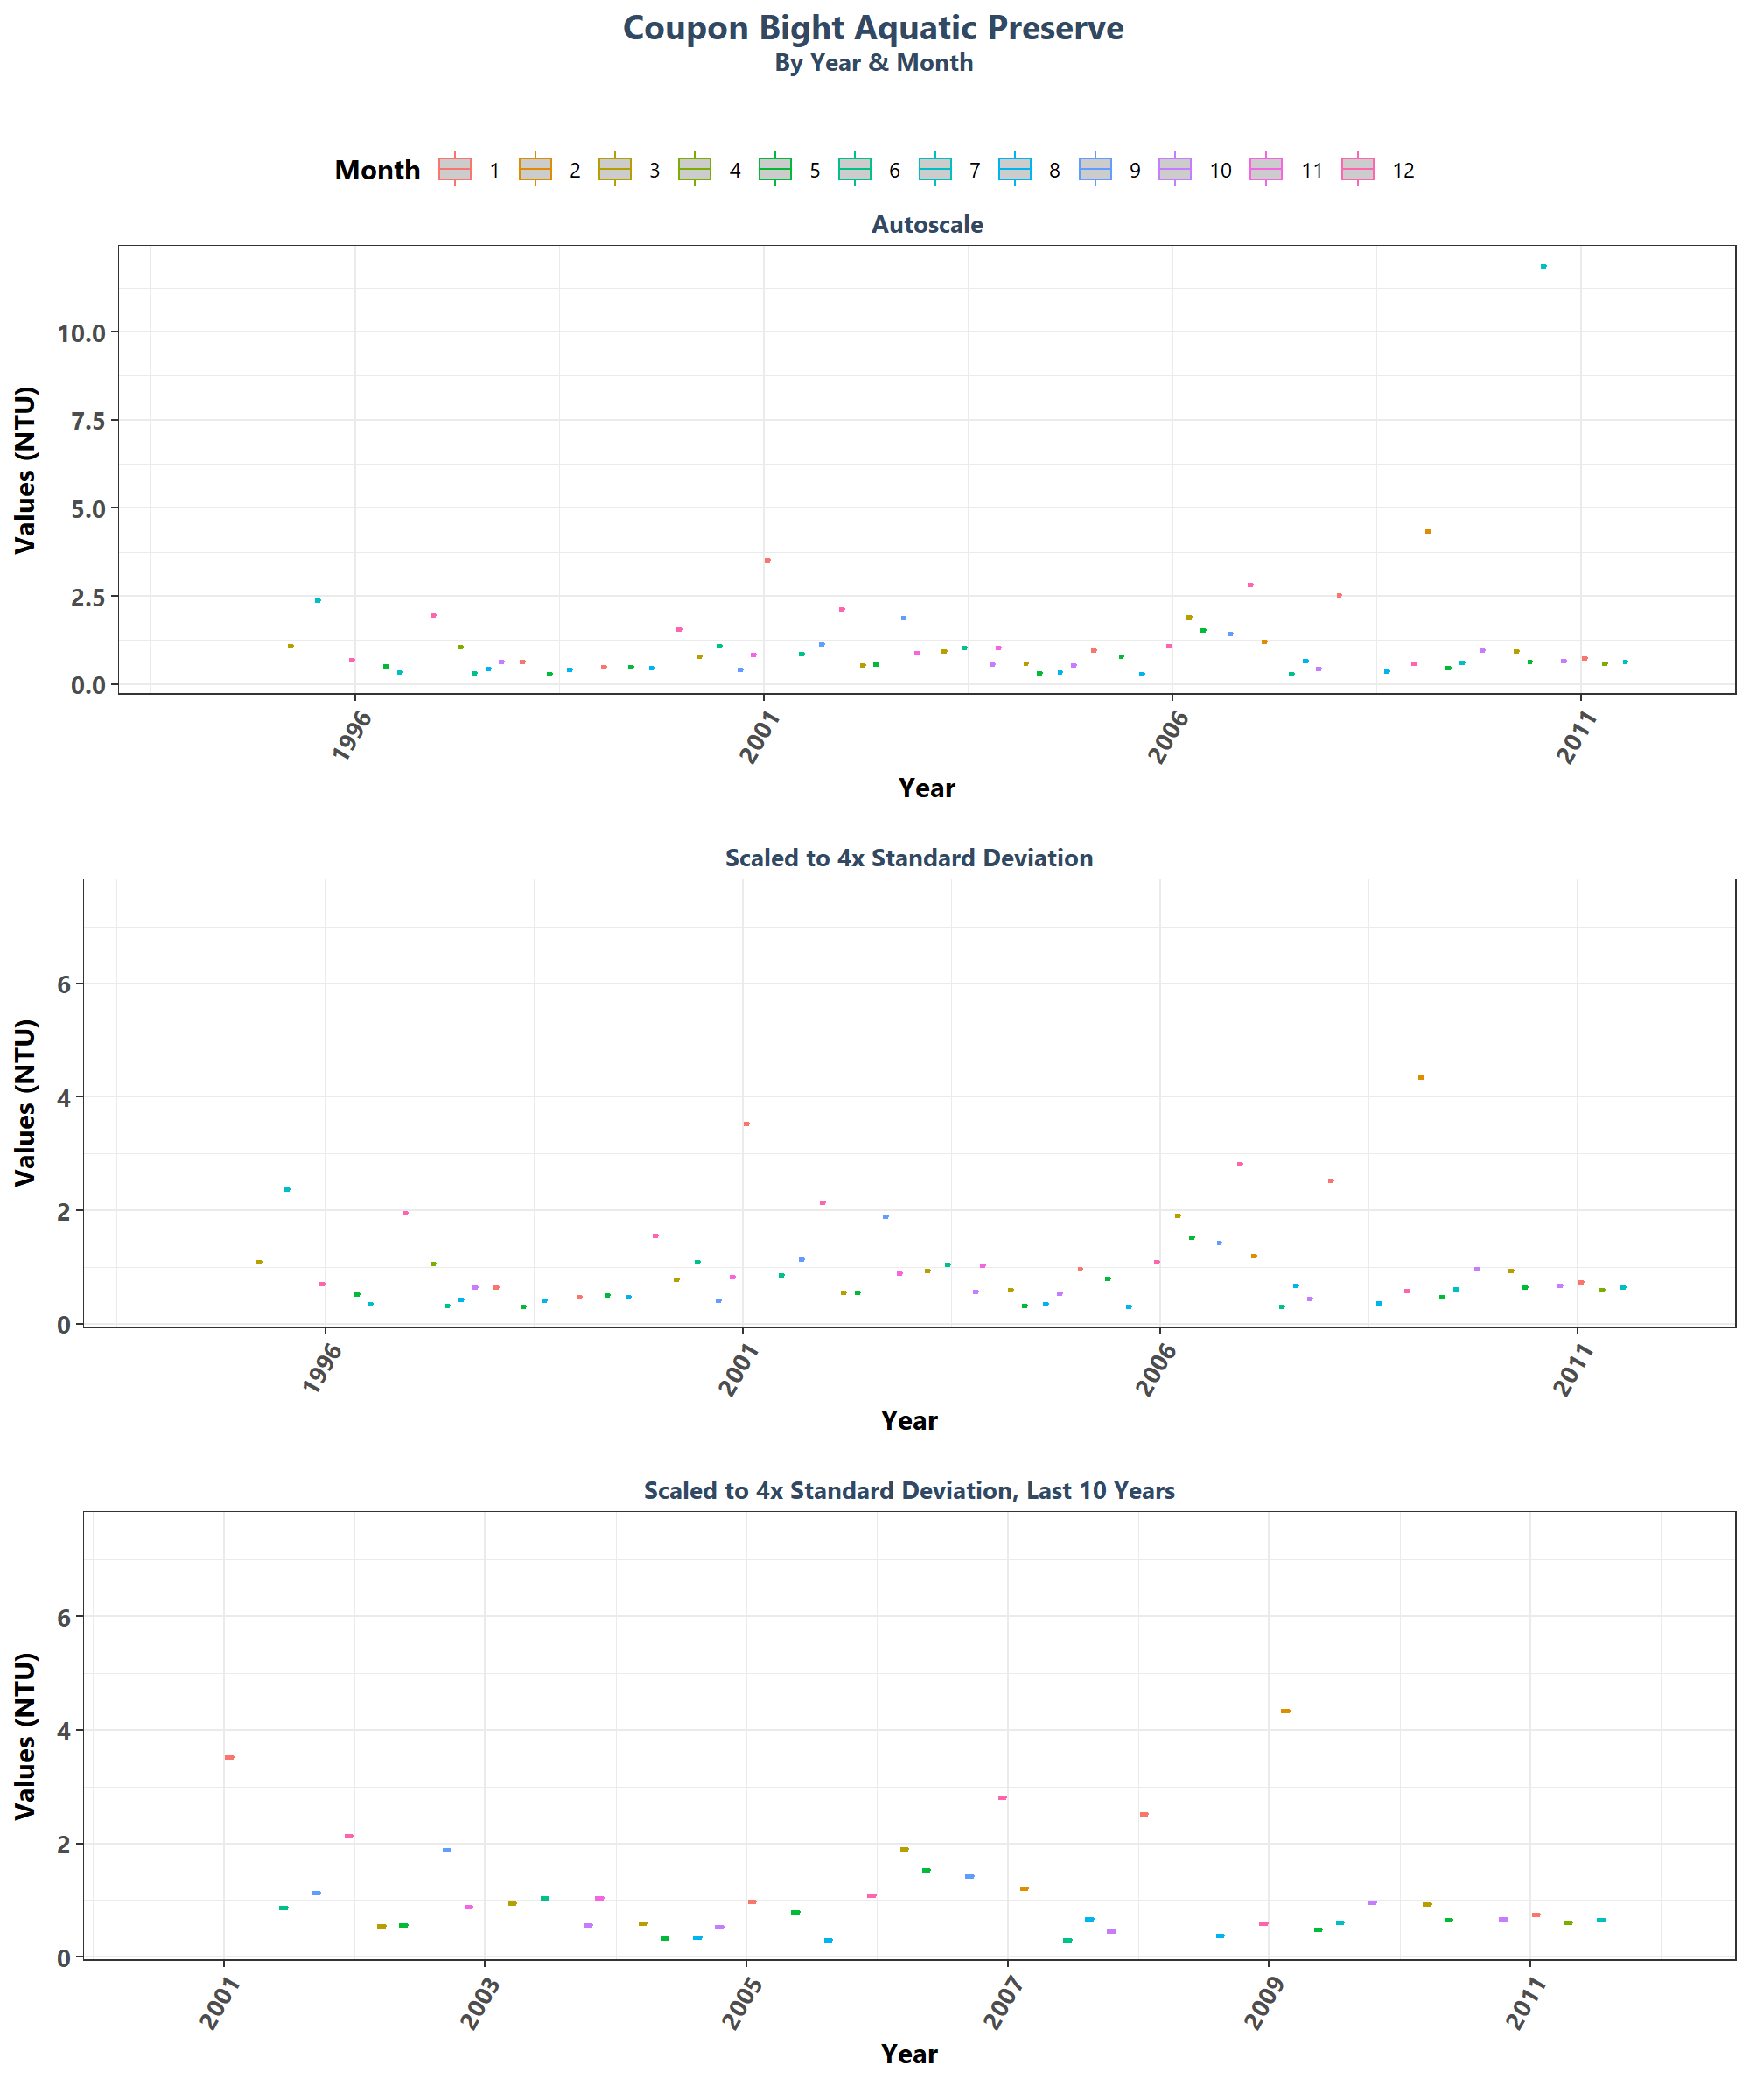 Coupon Bight Aquatic Preserve
By Year & Month
Month 1 2 3 4 5 6 7 8 9 10 11 12
Autoscale
Values (NTU)
10.0
7.5
5.0
2.5
0.0
1996 2001 2006 2011
Year
Scaled to 4x Standard Deviation
Values (NTU)
6
4
2
0
1996 2001 2006 2011
Year
Scaled to 4x Standard Deviation, Last 10 Years
Values (NTU)
6
4
2
0
2001 2003 2005 2007 2009 2011
Year